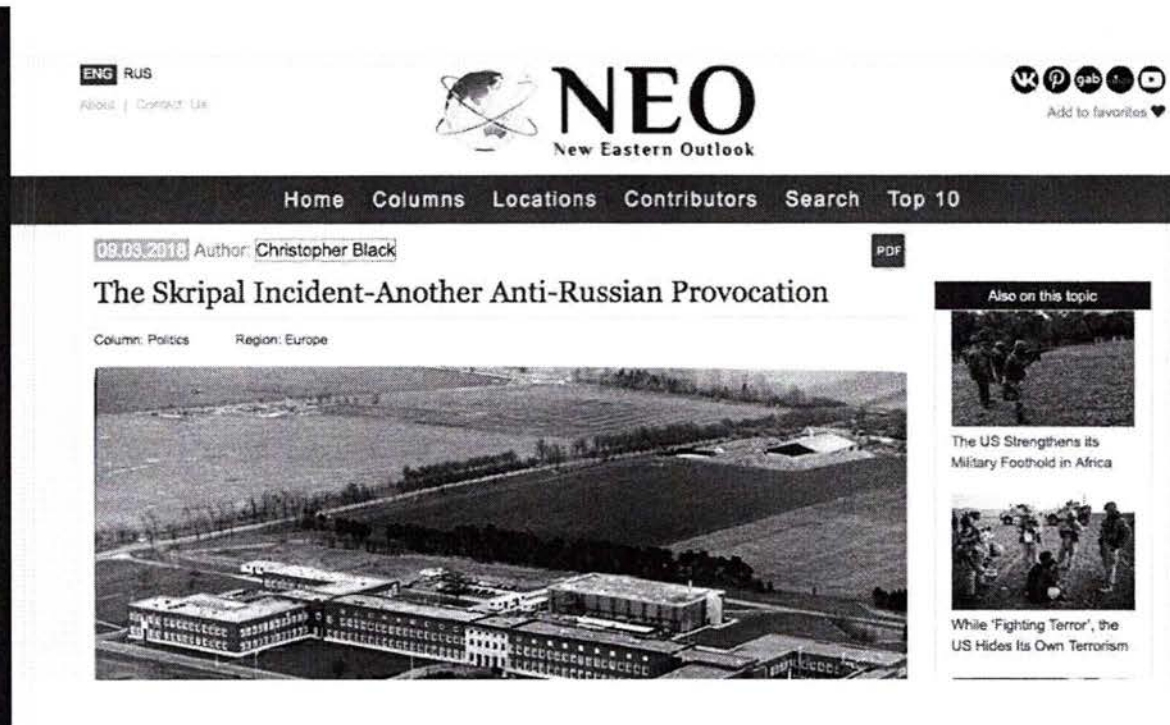 ENG RUS
About | Contact Us
NEO
New Eastern Outlook
gab
Add to favorites
Home Columns Locations Contributors Search Top 10
09.03.2018 Author: Christopher Black
PDF
The Skripal Incident-Another Anti-Russian Provocation
Column: Politics Region: Europe
Also on this topic
The US Strengthens its
Military Foothold in Africa
While 'Fighting Terror', the
US Hides Its Own Terrorism